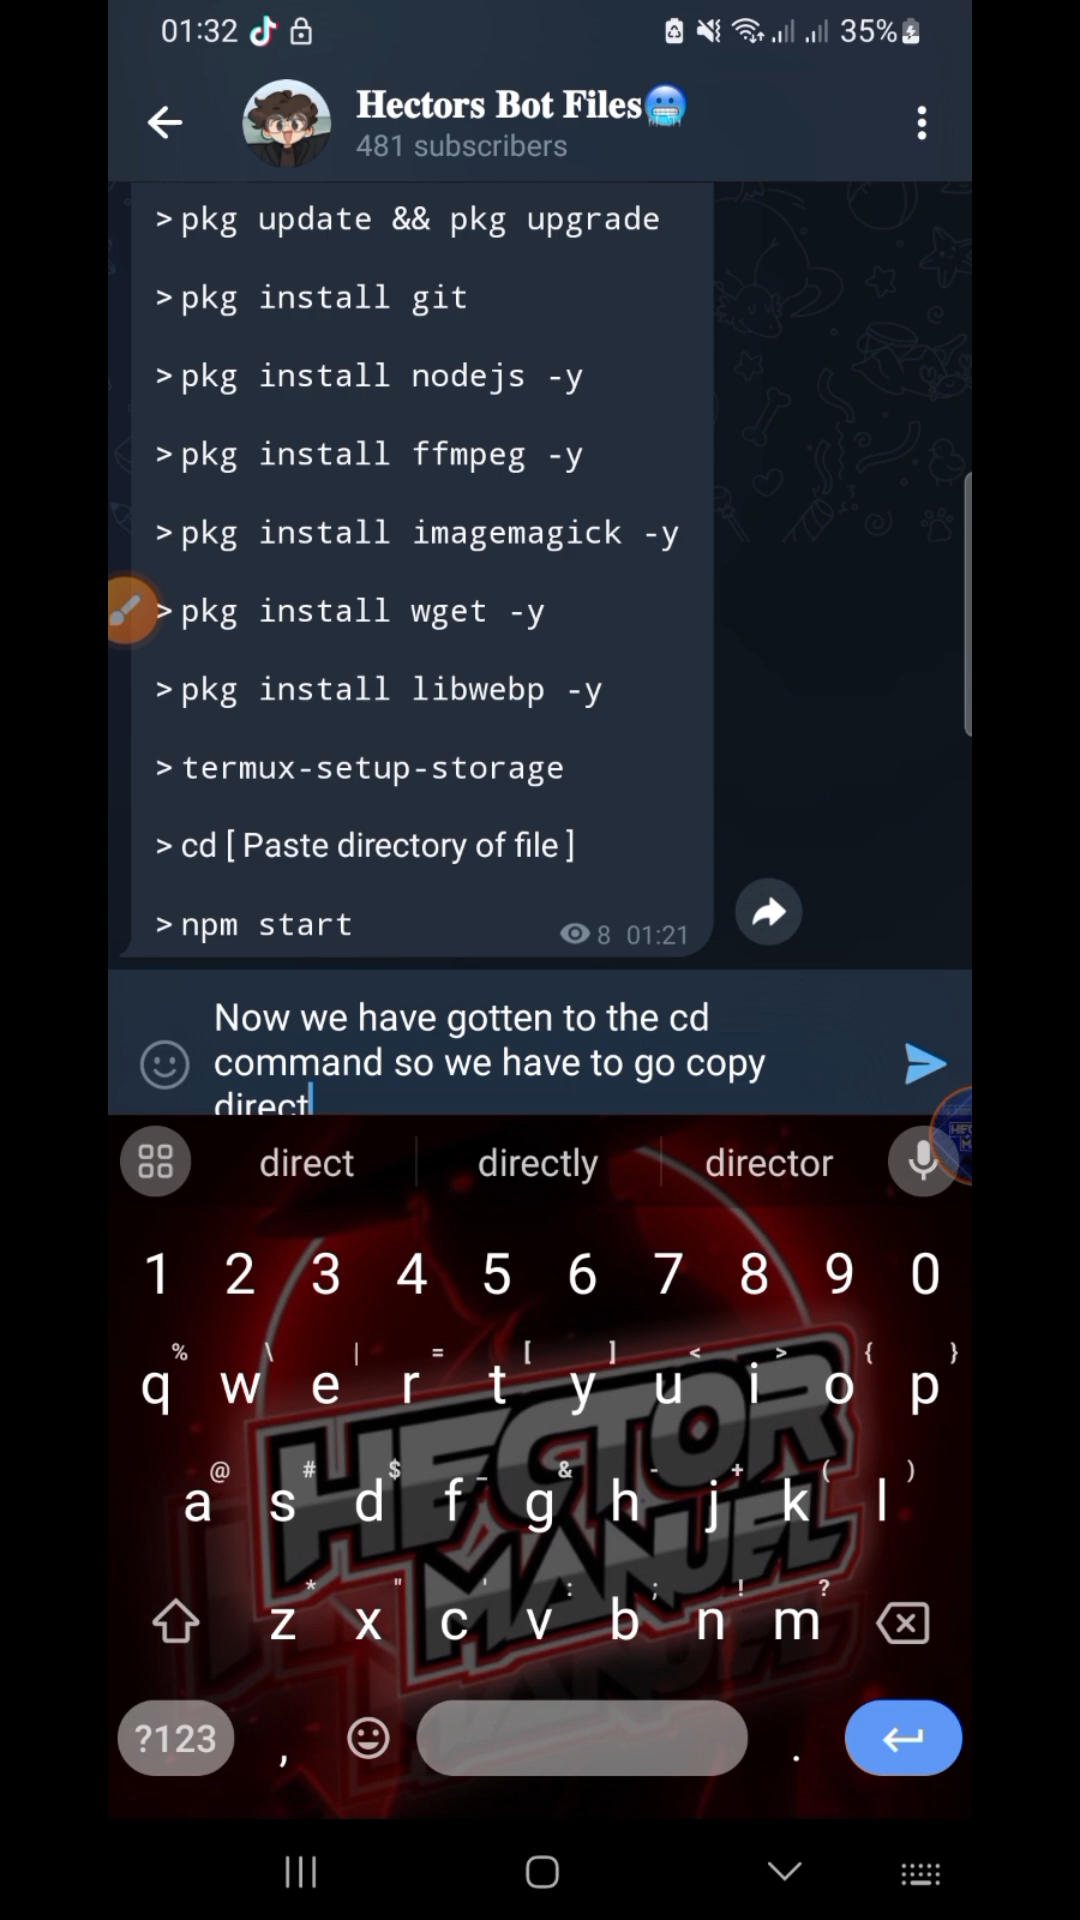 01:32 35%
Hectors Bot Files🥶
481 subscribers
> pkg update && pkg upgrade
> pkg install git
> pkg install nodejs -y
> pkg install ffmpeg -y
> pkg install imagemagick -y
> pkg install wget -y
> pkg install libwebp -y
> termux-setup-storage
> cd [ Paste directory of file ]
> npm start
8 01:21
Now we have gotten to the cd
command so we have to go copy
direct
direct directly director
1 2 3 4 5 6 7 8 9 0
% \ | = [ ] < > { }
q w e r t y u i o p
@ # $ _ & - + ( )
a s d f g h j k l
* " ' : ; ! ?
z x c v b n m
?123 , .
HECTOR
MANUEL